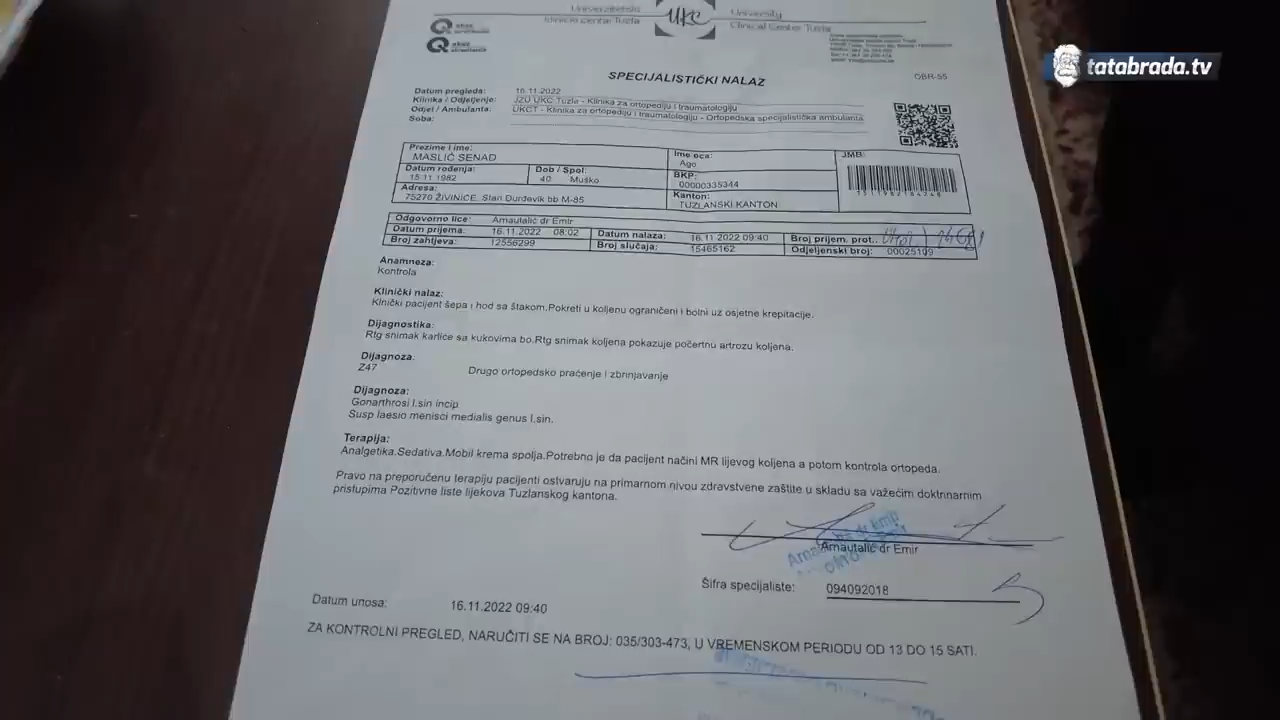 Univerzitetski
klinički centar Tuzla
UKC
University
Clinical Center Tuzla
tatabrada.tv
SPECIJALISTIČKI NALAZ
OBR-55
Datum pregleda: 16.11.2022
Klinika / Odjeljenje: JZU UKC Tuzla - Klinika za ortopediju i traumatologiju
Odjel / Ambulanta: UKCT - Klinika za ortopediju i traumatologiju - Ortopedska specijalistička ambulanta
Soba:
Prezime i ime: MASLIĆ SENAD
Ime oca: Ago
JMB:
Datum rođenja: 15.11.1982
Dob / Spol: 40 Muško
BKP: 00000335344
Adresa: 75270 ŽIVINICE, Stari Đurđevik bb M-85
Kanton: TUZLANSKI KANTON
Odgovorno lice: Arnautalić dr Emir
Datum prijema: 16.11.2022 08:02 Datum nalaza: 16.11.2022 09:40 Broj prijem. prot.:
Broj zahtjeva: 12556299 Broj slučaja: 15465162 Odjeljenski broj: 00025109
Anamneza:
Kontrola
Klinički nalaz:
Klnički pacijent šepa i hod sa štakom.Pokreti u koljenu ograničeni i bolni uz osjetne krepitacije.
Dijagnostika:
Rtg snimak karlice sa kukovima bo.Rtg snimak koljena pokazuje početnu artrozu koljena.
Dijagnoza:
Z47 Drugo ortopedsko praćenje i zbrinjavanje
Dijagnoza:
Gonarthrosi l.sin incip
Susp laesio menisci medialis genus l.sin.
Terapija:
Analgetika.Sedativa.Mobil krema spolja.Potrebno je da pacijent načini MR lijevog koljena a potom kontrola ortopeda.
Pravo na preporučenu terapiju pacijenti ostvaruju na primarnom nivou zdravstvene zaštite u skladu sa važećim doktrinarnim
pristupima Pozitivne liste lijekova Tuzlanskog kantona.
Arnautalić dr Emir
Šifra specijaliste: 094092018
Datum unosa: 16.11.2022 09:40
ZA KONTROLNI PREGLED, NARUČITI SE NA BROJ: 035/303-473, U VREMENSKOM PERIODU OD 13 DO 15 SATI.